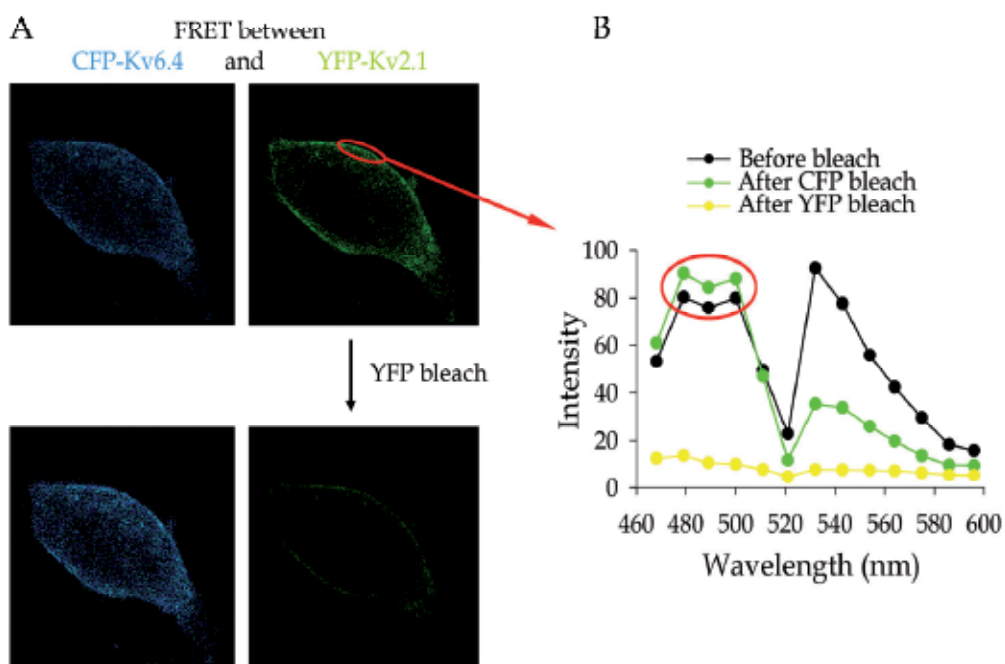 A
FRET between
CFP-Kv6.4 and YFP-Kv2.1
YFP bleach
B
Before bleach
After CFP bleach
After YFP bleach
100
80
60
40
20
0
Intensity
460 480 500 520 540 560 580 600
Wavelength (nm)